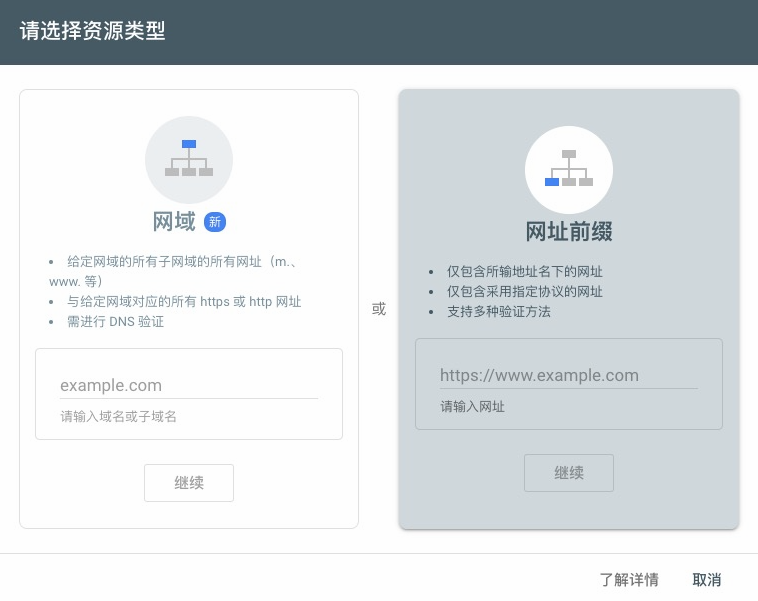 请选择资源类型
网域 新
• 给定网域的所有子网域的所有网址（m.、
www. 等）
• 与给定网域对应的所有 https 或 http 网址
• 需进行 DNS 验证
example.com
请输入域名或子域名
继续
或
网址前缀
• 仅包含所输地址名下的网址
• 仅包含采用指定协议的网址
• 支持多种验证方法
https://www.example.com
请输入网址
继续
了解详情 取消